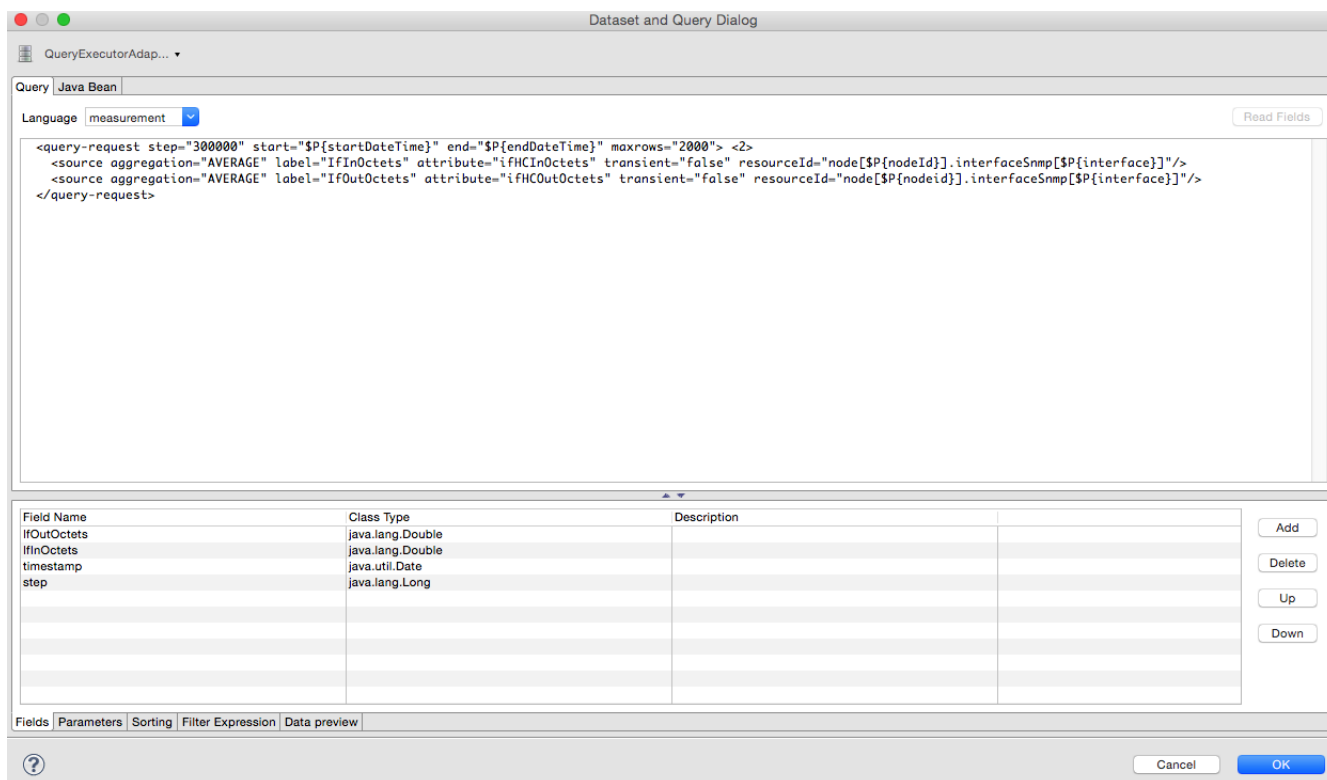 Dataset and Query Dialog
QueryExecutorAdap...
Query Java Bean
Language measurement Read Fields
<query-request step="300000" start="$P{startDateTime}" end="$P{endDateTime}" maxrows="2000"> <2>
<source aggregation="AVERAGE" label="IfInOctets" attribute="ifHCInOctets" transient="false" resourceId="node[$P{nodeId}].interfaceSnmp[$P{interface}]"/>
<source aggregation="AVERAGE" label="IfOutOctets" attribute="ifHCOutOctets" transient="false" resourceId="node[$P{nodeid}].interfaceSnmp[$P{interface}]"/>
</query-request>
Field Name Class Type Description
IfOutOctets java.lang.Double
IfInOctets java.lang.Double
timestamp java.util.Date
step java.lang.Long
Add
Delete
Up
Down
Fields Parameters Sorting Filter Expression Data preview
? Cancel OK